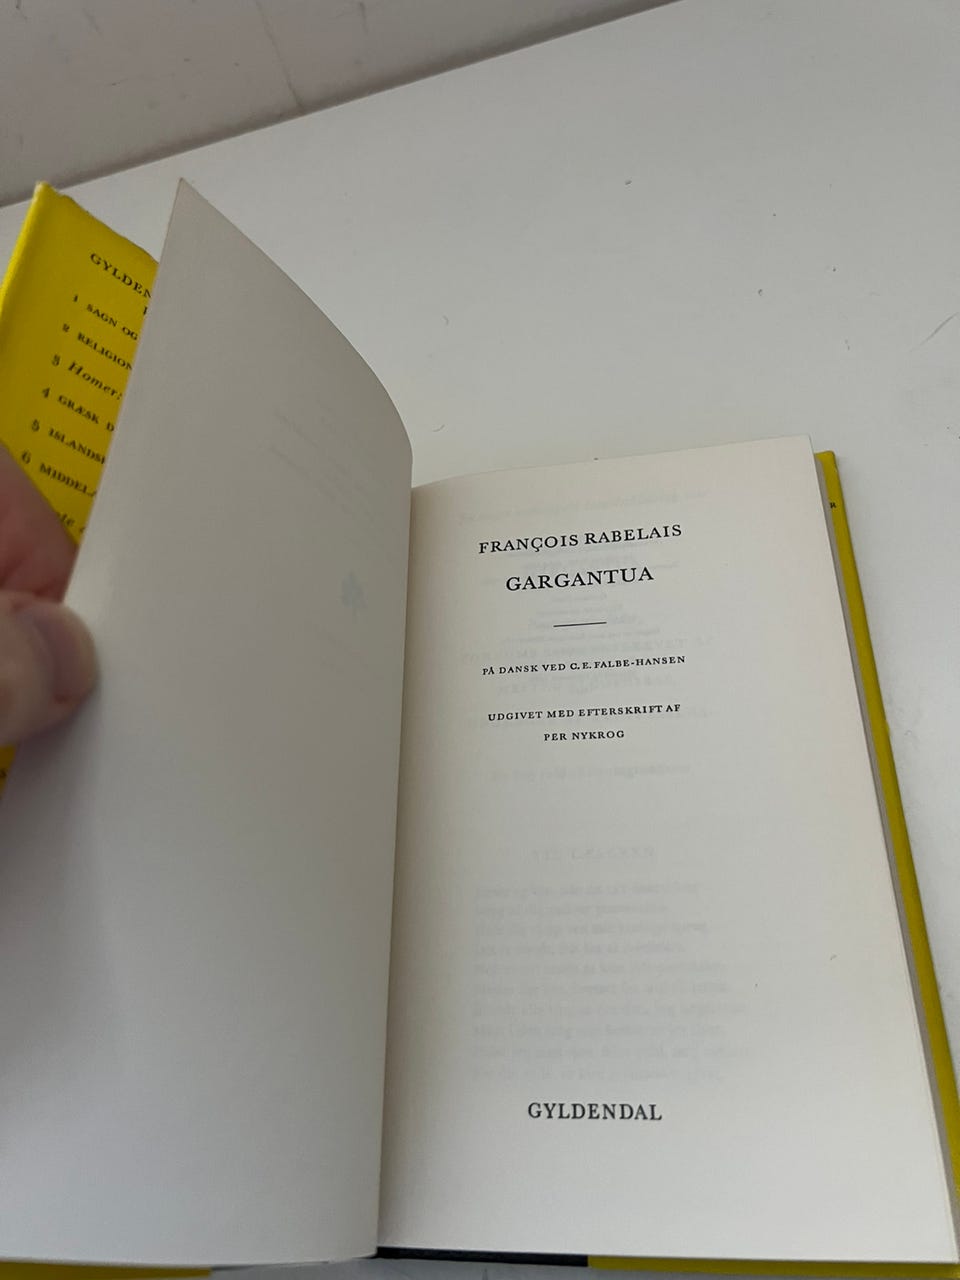 GYLDEN
1 SAGN OG
2 RELIGION
3 Homer:
4 GRÆSK D
5 ISLANDS
6 MIDDELA
FRANÇOIS RABELAIS
GARGANTUA
PÅ DANSK VED C. E. FALBE-HANSEN
UDGIVET MED EFTERSKRIFT AF
PER NYKROG
GYLDENDAL
R